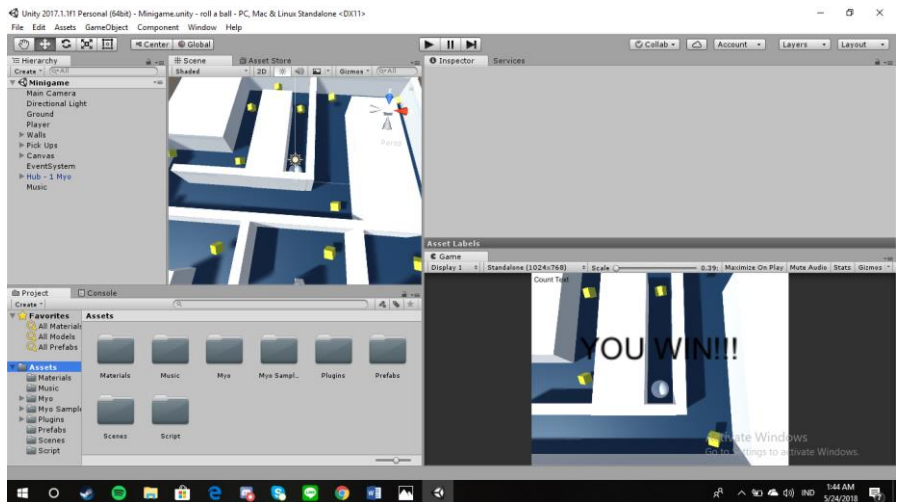 Unity 2017.1.1f1 Personal (64bit) - Minigame.unity - roll a ball - PC, Mac & Linux Standalone <DX11>
File Edit Assets GameObject Component Window Help
Center Global Collab Account Layers Layout
Hierarchy
Create All
Minigame
Main Camera
Directional Light
Ground
Player
Walls
Pick Ups
Canvas
EventSystem
Hub - 1 Myo
Music
Scene Asset Store
Shaded 2D Gizmos All
Persp
Inspector Services
Asset Labels
Game
Display 1 Standalone (1024x768) Scale 0.39: Maximize On Play Mute Audio Stats Gizmos
Count Text
YOU WIN!!!
Activate Windows
Go to Settings to activate Windows.
Project Console
Create
Favorites
All Materials
All Models
All Prefabs
Assets
Materials
Music
Myo
Myo Sample
Plugins
Prefabs
Scenes
Script
Assets
Materials Music Myo Myo Sampl... Plugins Prefabs
Scenes Script
IND
1:44 AM
5/24/2018